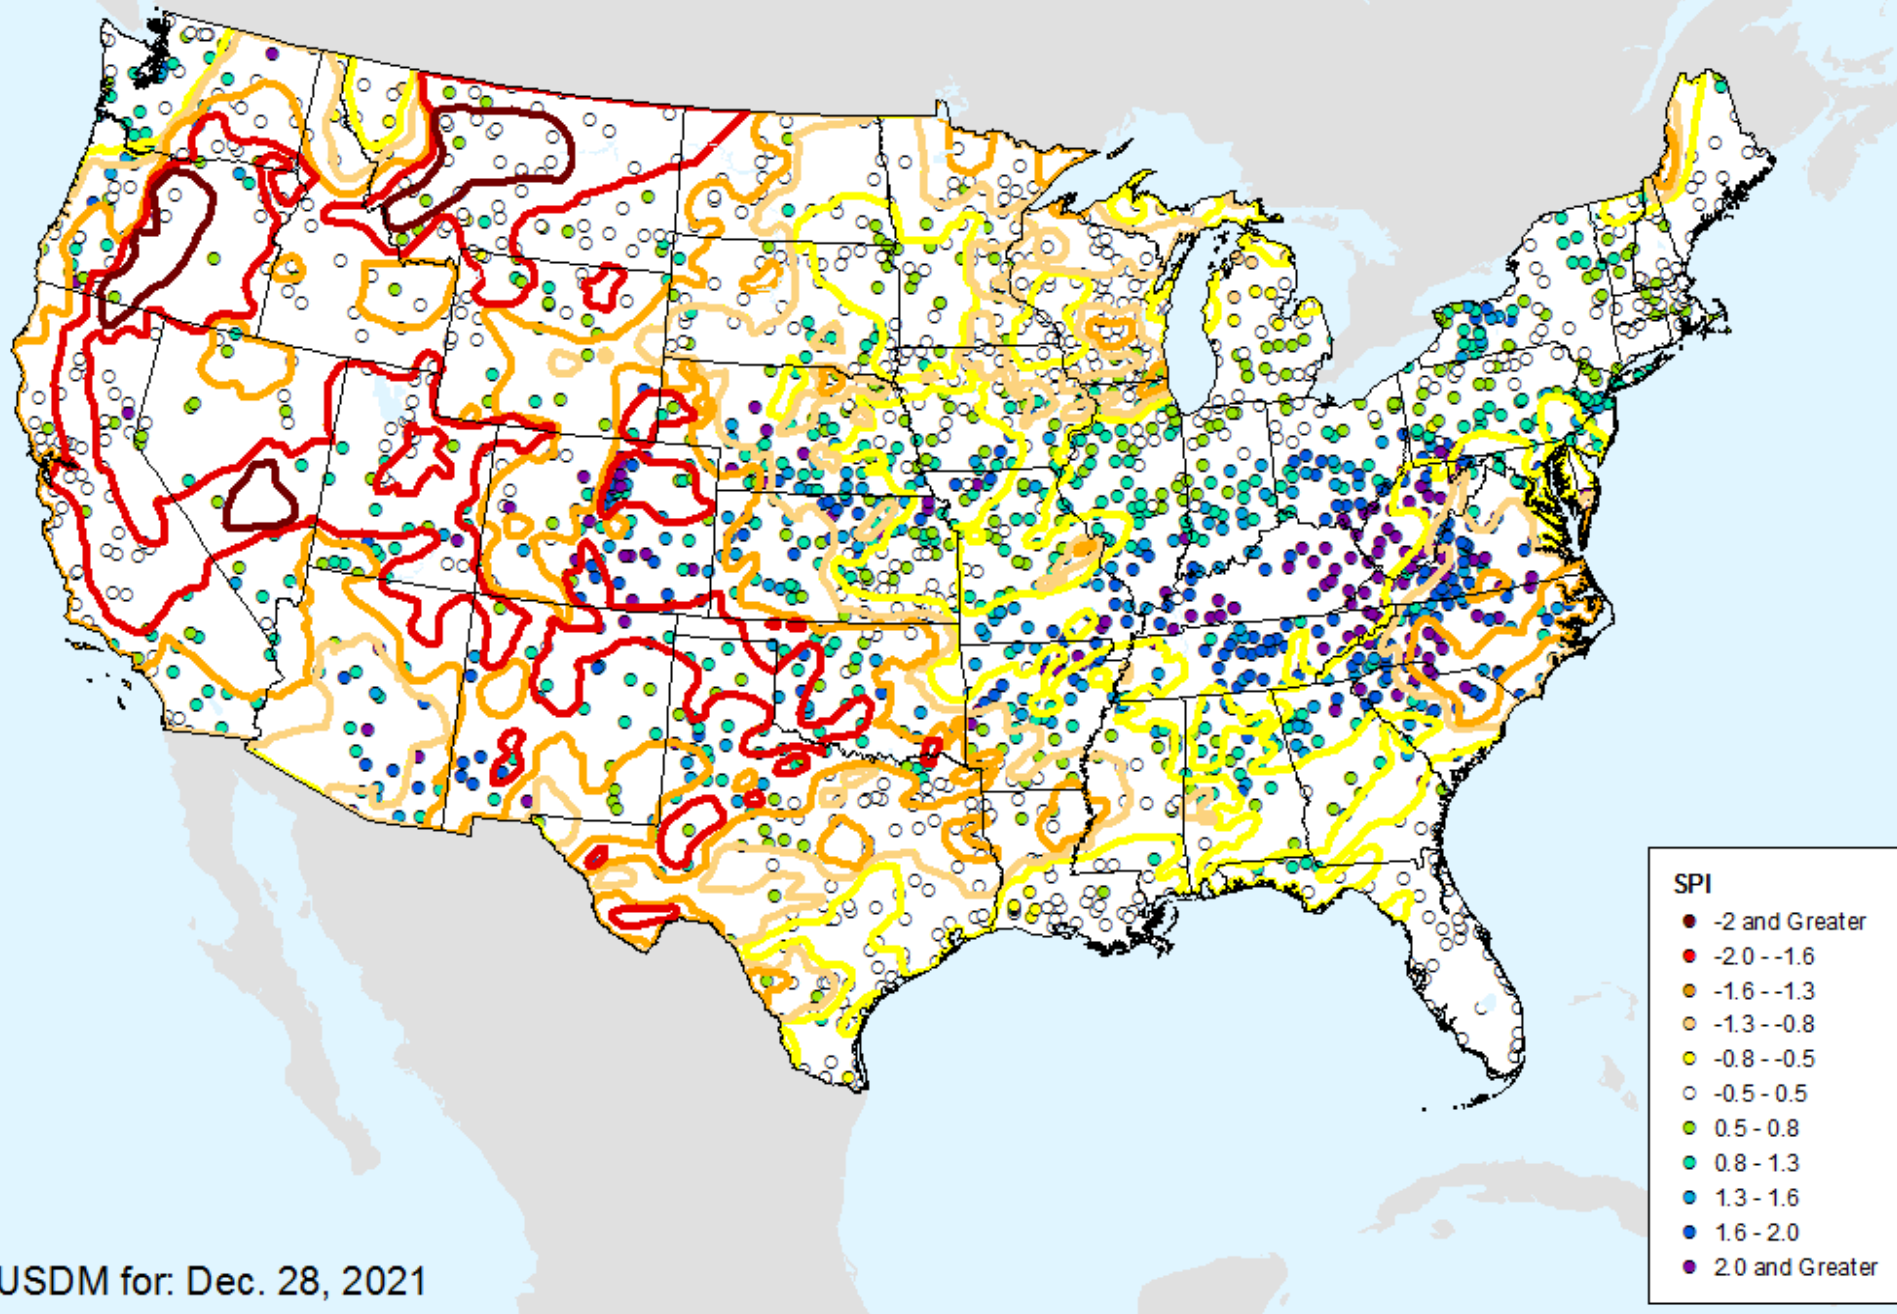 SPI
-2 and Greater
-2.0 - -1.6
-1.6 - -1.3
-1.3 - -0.8
-0.8 - -0.5
-0.5 - 0.5
0.5 - 0.8
0.8 - 1.3
1.3 - 1.6
1.6 - 2.0
2.0 and Greater
USDM for: Dec. 28, 2021